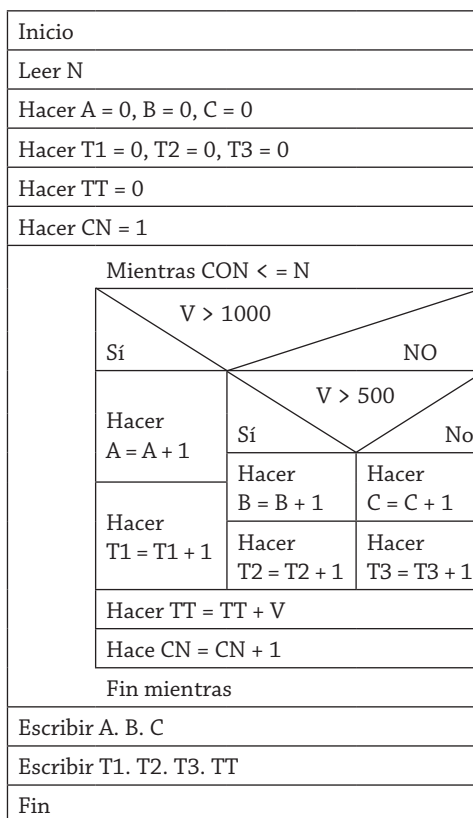 Inicio
Leer N
Hacer A = 0, B = 0, C = 0
Hacer T1 = 0, T2 = 0, T3 = 0
Hacer TT = 0
Hacer CN = 1
Mientras CON < = N
V > 1000
Sí
NO
Hacer
A = A + 1
Hacer
T1 = T1 + 1
V > 500
Sí
No
Hacer
B = B + 1
Hacer
C = C + 1
Hacer
T2 = T2 + 1
Hacer
T3 = T3 + 1
Hacer TT = TT + V
Hace CN = CN + 1
Fin mientras
Escribir A. B. C
Escribir T1. T2. T3. TT
Fin